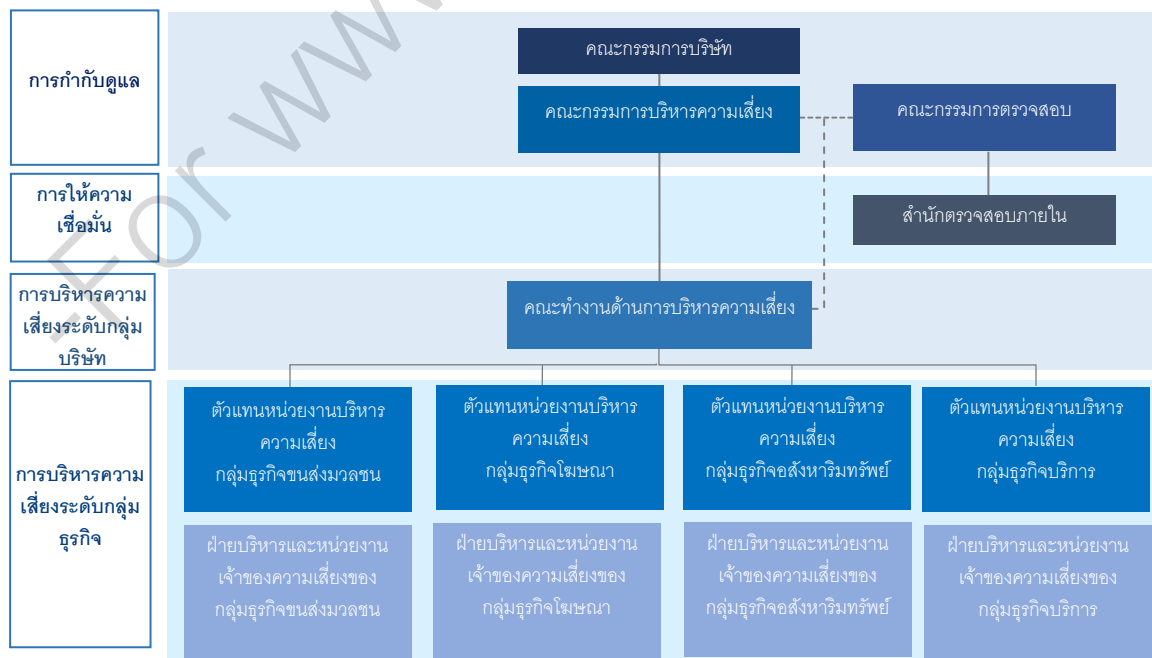 การกำกับดูแล
คณะกรรมการบริษัท
คณะกรรมการบริหารความเสี่ยง
คณะกรรมการตรวจสอบ
การให้ความ
เชื่อมั่น
สำนักตรวจสอบภายใน
การบริหารความ
เสี่ยงระดับกลุ่ม
บริษัท
คณะทำงานด้านการบริหารความเสี่ยง
การบริหารความ
เสี่ยงระดับกลุ่ม
ธุรกิจ
ตัวแทนหน่วยงานบริหาร
ความเสี่ยง
กลุ่มธุรกิจขนส่งมวลชน
ตัวแทนหน่วยงานบริหาร
ความเสี่ยง
กลุ่มธุรกิจโฆษณา
ตัวแทนหน่วยงานบริหาร
ความเสี่ยง
กลุ่มธุรกิจอสังหาริมทรัพย์
ตัวแทนหน่วยงานบริหาร
ความเสี่ยง
กลุ่มธุรกิจบริการ
ฝ่ายบริหารและหน่วยงาน
เจ้าของความเสี่ยงของ
กลุ่มธุรกิจขนส่งมวลชน
ฝ่ายบริหารและหน่วยงาน
เจ้าของความเสี่ยงของ
กลุ่มธุรกิจโฆษณา
ฝ่ายบริหารและหน่วยงาน
เจ้าของความเสี่ยงของ
กลุ่มธุรกิจอสังหาริมทรัพย์
ฝ่ายบริหารและหน่วยงาน
เจ้าของความเสี่ยงของ
กลุ่มธุรกิจบริการ
-For